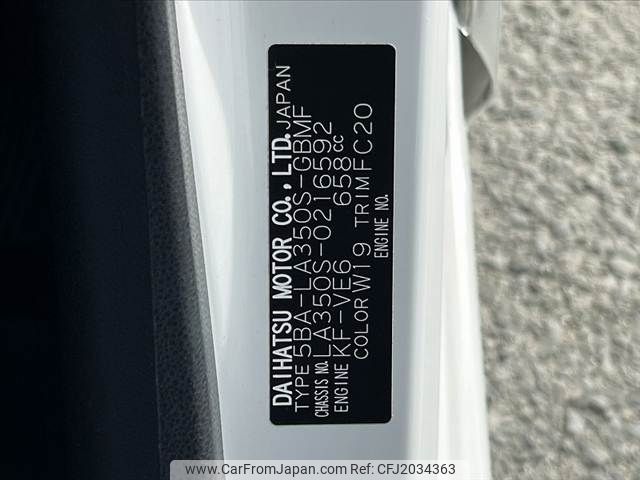 DAIHATSU MOTOR CO.,LTD. JAPAN
TYPE 5BA-LA350S-GBMF
CHASSIS NO. LA350S-0216592
ENGINE KF-VE6 658cc
COLOR W19 TRIM FC20
ENGINE NO.
www.CarFromJapan.com | CFJ2034363